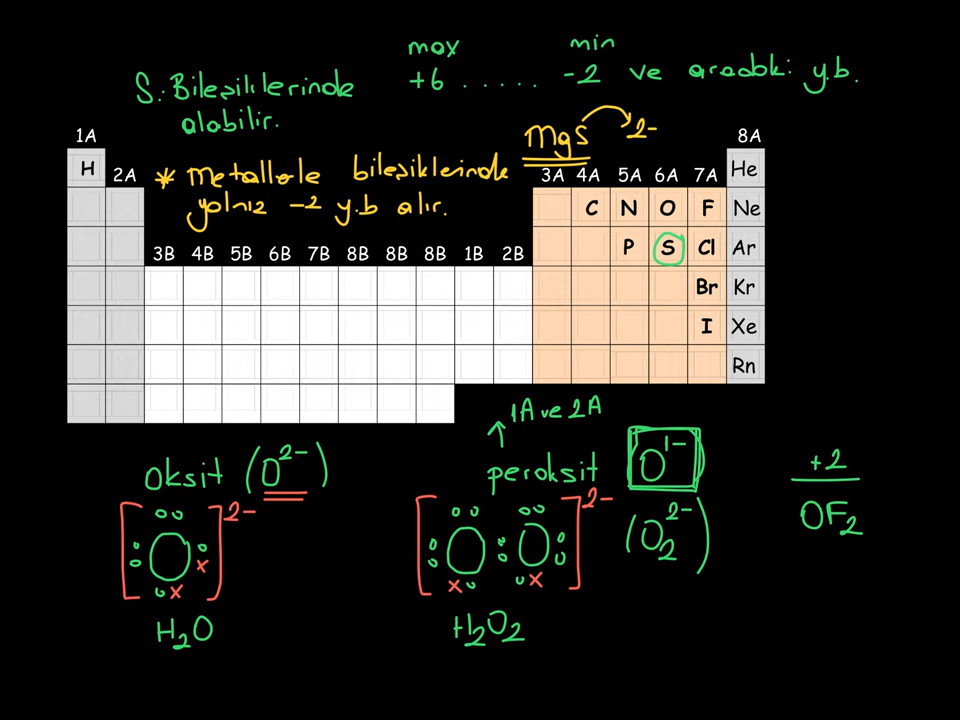 max min
S: Bileşiklerinde +6 ..... -2 ve aradaki y.b.
alabilir.
MgS 2-
* Metallerle bileşiklerinde
yalnız -2 y.b alır.
1A 8A
H 2A 3A 4A 5A 6A 7A He
C N O F Ne
3B 4B 5B 6B 7B 8B 8B 8B 1B 2B P S Cl Ar
Br Kr
I Xe
Rn
1A ve 2A
oksit (O²⁻) peroksit O¹⁻ +2
(O₂²⁻) OF₂
[O]²⁻ [O O]²⁻
H₂O H₂O₂